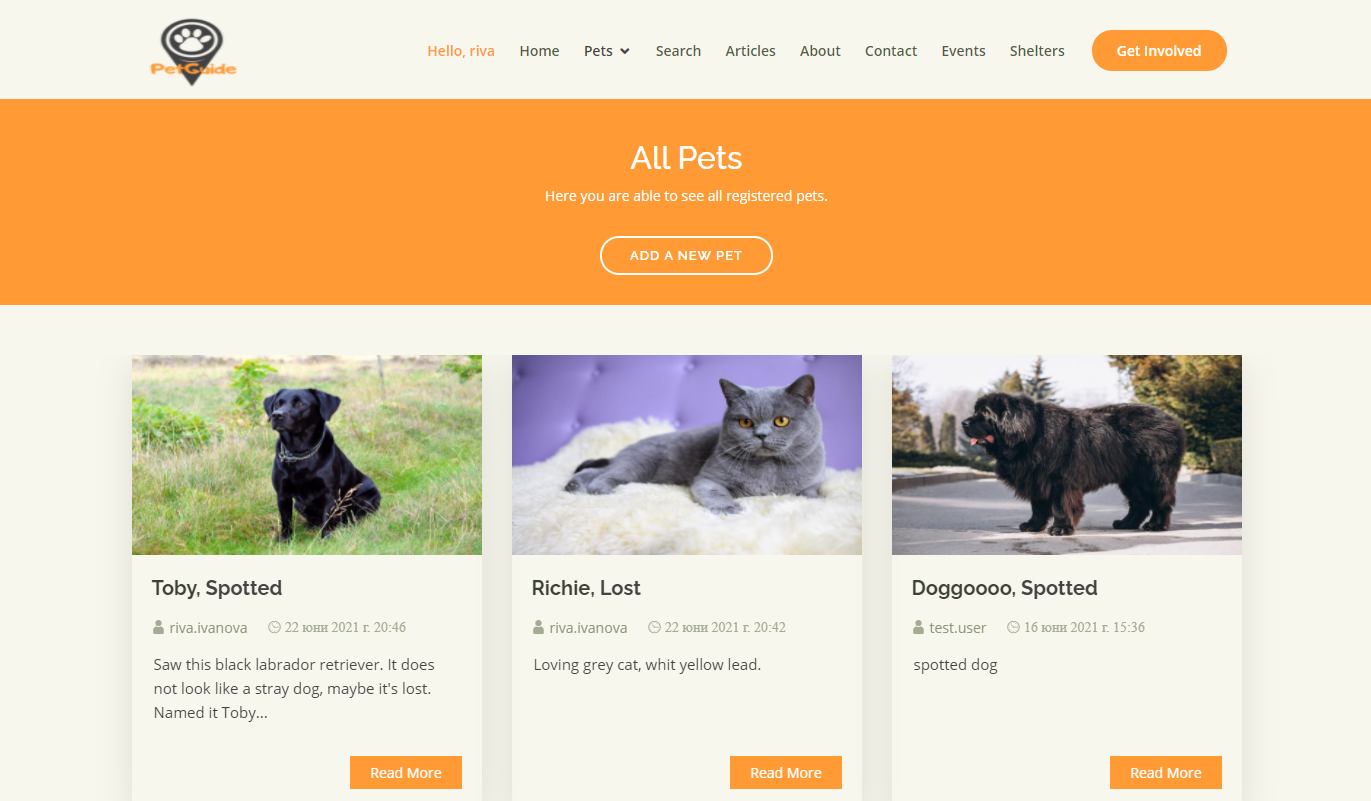 PetGuide
Hello, riva Home Pets Search Articles About Contact Events Shelters Get Involved
All Pets
Here you are able to see all registered pets.
ADD A NEW PET
Toby, Spotted
riva.ivanova 22 юни 2021 г. 20:46
Saw this black labrador retriever. It does
not look like a stray dog, maybe it's lost.
Named it Toby...
Read More
Richie, Lost
riva.ivanova 22 юни 2021 г. 20:42
Loving grey cat, whit yellow lead.
Read More
Doggoooo, Spotted
test.user 16 юни 2021 г. 15:36
spotted dog
Read More